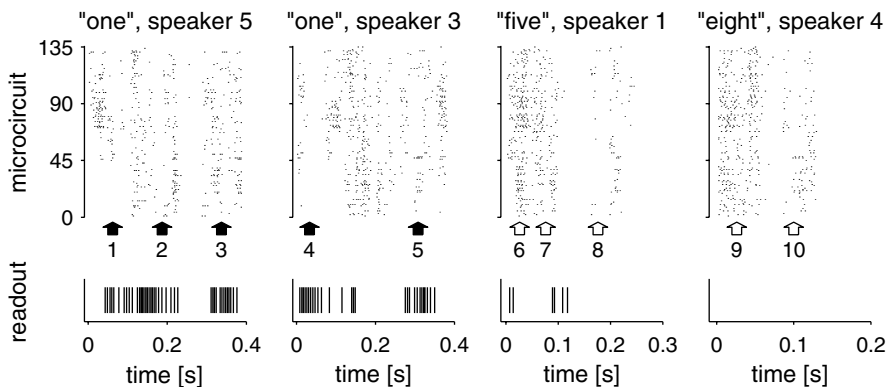 "one", speaker 5 "one", speaker 3 "five", speaker 1 "eight", speaker 4
microcircuit
135
90
45
0
1 2 3 4 5 6 7 8 9 10
readout
0 0.2 0.4 0 0.2 0.4 0 0.1 0.2 0.3 0 0.1 0.2
time [s] time [s] time [s] time [s]